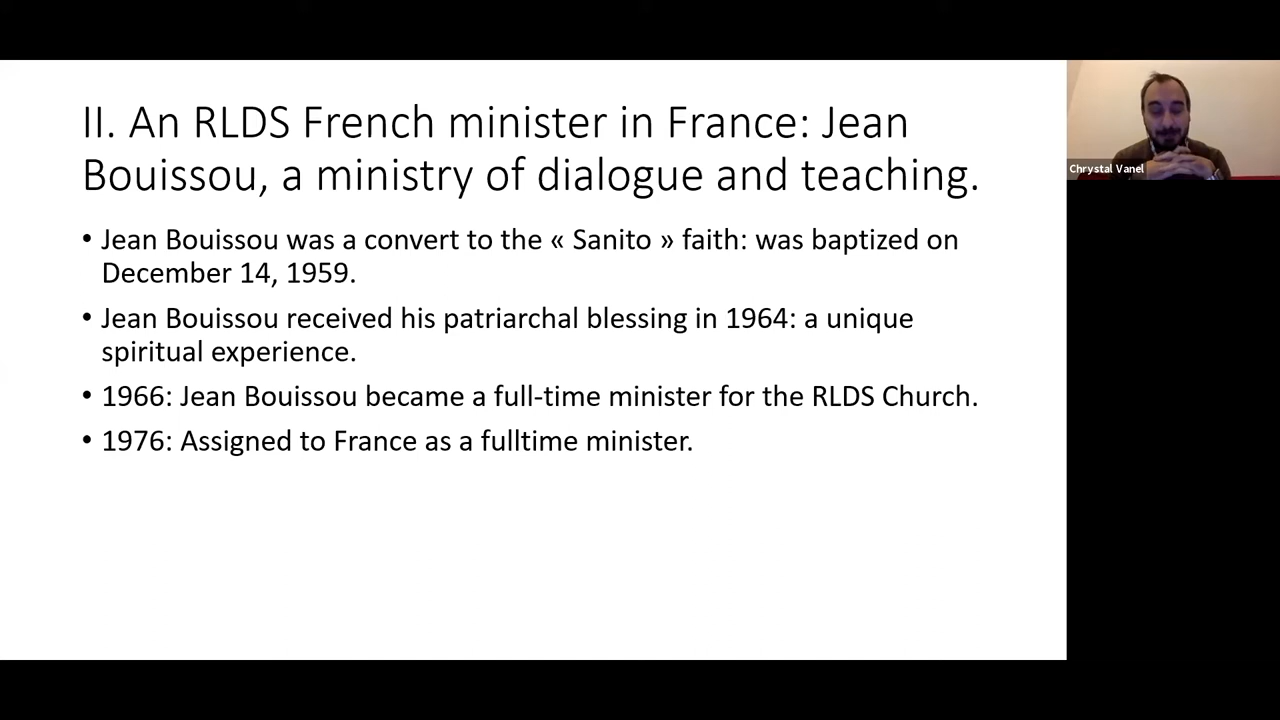 II. An RLDS French minister in France: Jean
Bouissou, a ministry of dialogue and teaching.
• Jean Bouissou was a convert to the « Sanito » faith: was baptized on
December 14, 1959.
• Jean Bouissou received his patriarchal blessing in 1964: a unique
spiritual experience.
• 1966: Jean Bouissou became a full-time minister for the RLDS Church.
• 1976: Assigned to France as a fulltime minister.
Chrystal Vanel